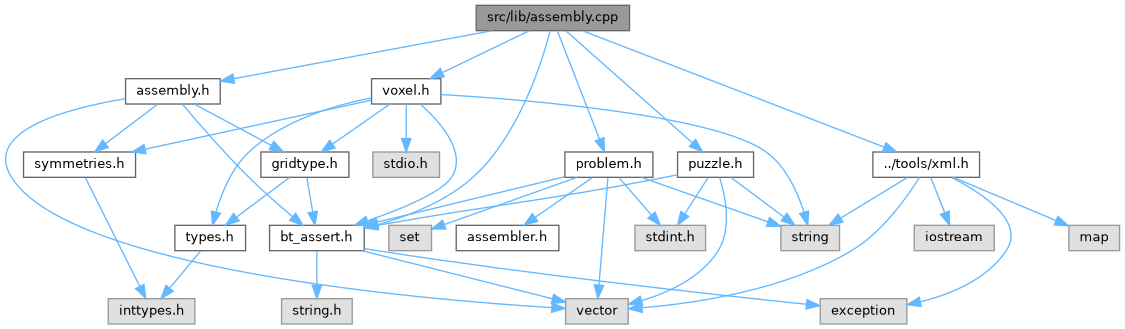 src/lib/assembly.cpp
assembly.h
voxel.h
symmetries.h
gridtype.h
stdio.h
problem.h
puzzle.h
../tools/xml.h
types.h
bt_assert.h
set
assembler.h
stdint.h
string
iostream
map
inttypes.h
string.h
vector
exception